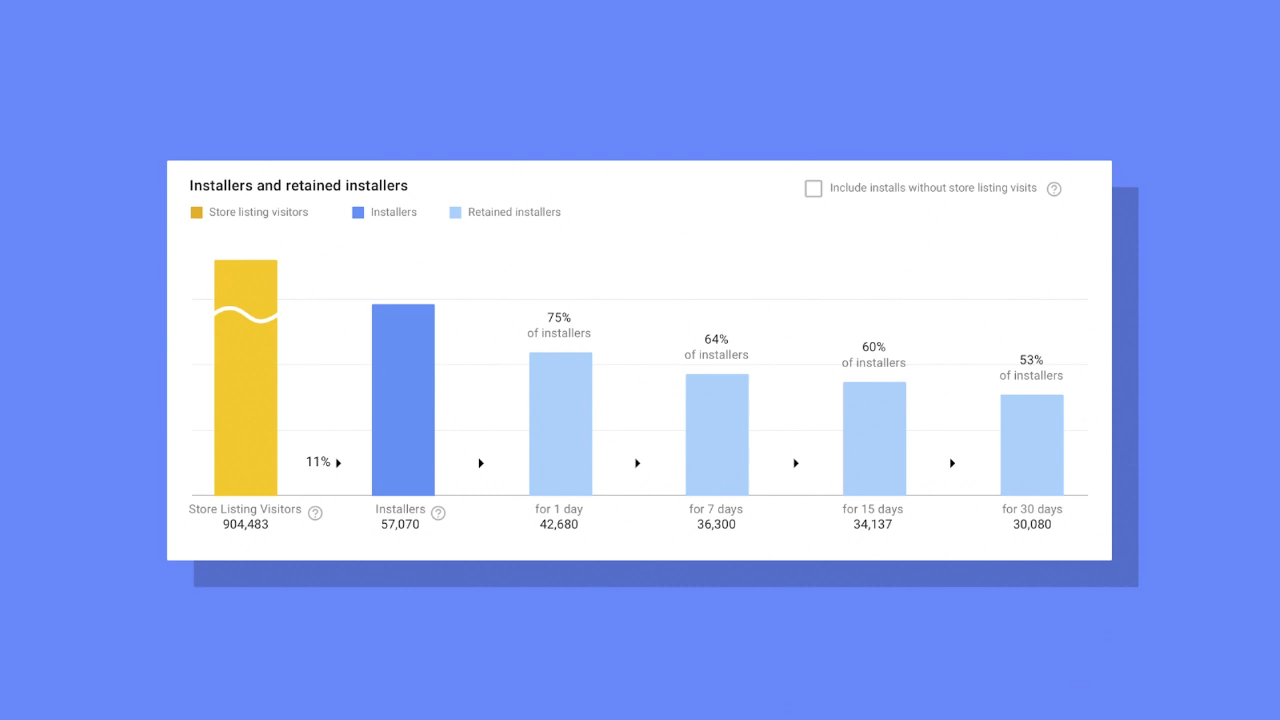 Installers and retained installers
Include installs without store listing visits ?
Store listing visitors Installers Retained installers
75%
of installers
64%
of installers
60%
of installers
53%
of installers
11%
Store Listing Visitors ?
904,483
Installers ?
57,070
for 1 day
42,680
for 7 days
36,300
for 15 days
34,137
for 30 days
30,080